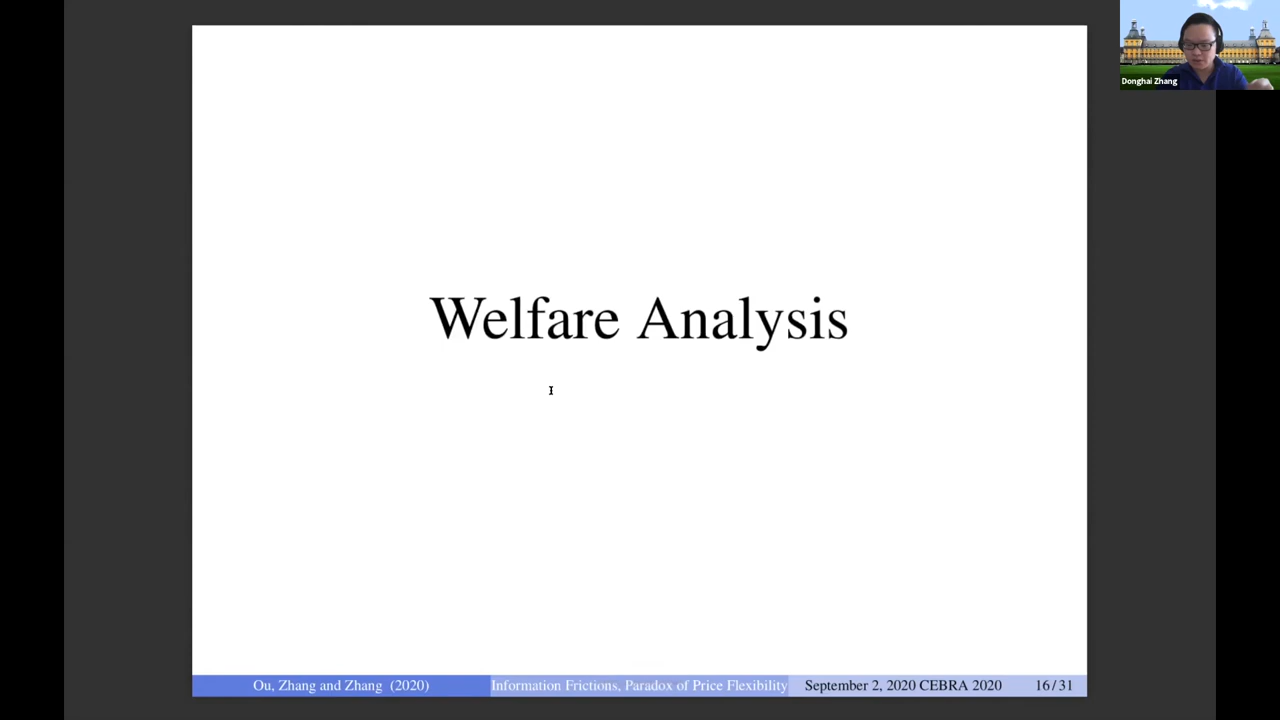 Donghai Zhang
Welfare Analysis
Ou, Zhang and Zhang (2020) Information Frictions, Paradox of Price Flexibility September 2, 2020 CEBRA 2020 16/31